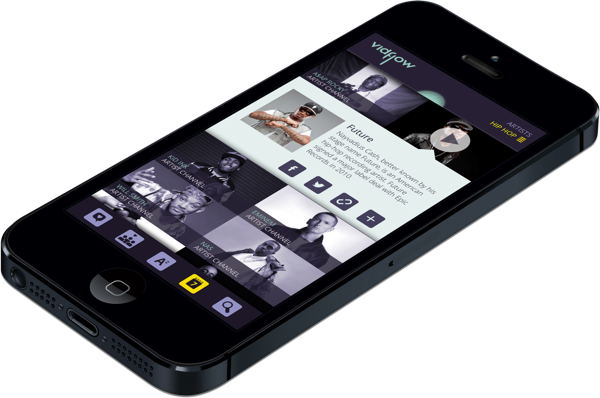 vidflow
ARTISTS
HIP HOP
A$AP ROCKY
ARTIST CHANNEL
Future
Nayvadius Cash, better known by his
stage name Future, is an American
hip-hop recording artist. Future
signed a major label deal with Epic
Records in 2010.
KID INK
ARTIST CHANNEL
EMINEM
ARTIST CHANNEL
WILL SMITH
ARTIST CHANNEL
NAS
ARTIST CHANNEL